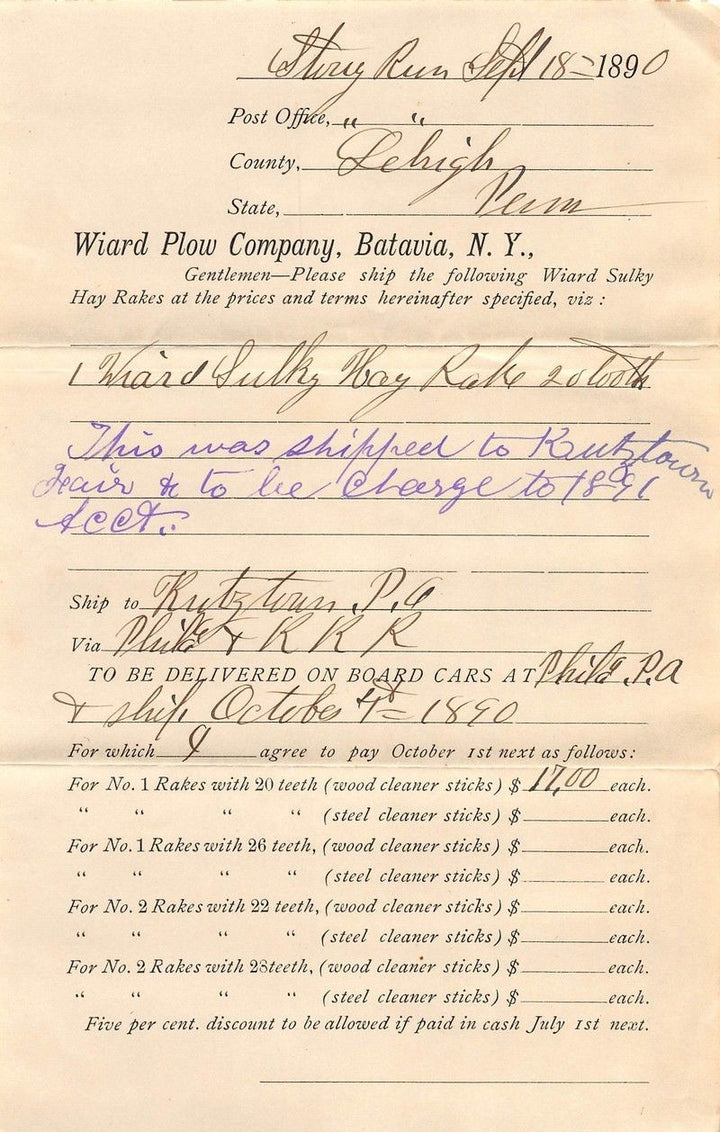 Stony Run Sept 18 = 1890
Post Office, " "
County, Lehigh
State, Penn
Wiard Plow Company, Batavia, N. Y.,
Gentlemen—Please ship the following Wiard Sulky
Hay Rakes at the prices and terms hereinafter specified, viz :
1 Wiard Sulky Hay Rake 20 tooth
This was shipped to Kutztown
Fair & to be Charge to 1891
Acct.
Ship to Kutztown P.a
Via Phila & R R R
TO BE DELIVERED ON BOARD CARS AT Phila P.a
& ship October 4th = 1890
For which I agree to pay October 1st next as follows:
For No. 1 Rakes with 20 teeth (wood cleaner sticks) $ 17,00 each.
" " " " (steel cleaner sticks) $ each.
For No. 1 Rakes with 26 teeth, (wood cleaner sticks) $ each.
" " " " (steel cleaner sticks) $ each.
For No. 2 Rakes with 22 teeth, (wood cleaner sticks) $ each.
" " " " (steel cleaner sticks) $ each.
For No. 2 Rakes with 28 teeth, (wood cleaner sticks) $ each.
" " " " (steel cleaner sticks) $ each.
Five per cent. discount to be allowed if paid in cash July 1st next.